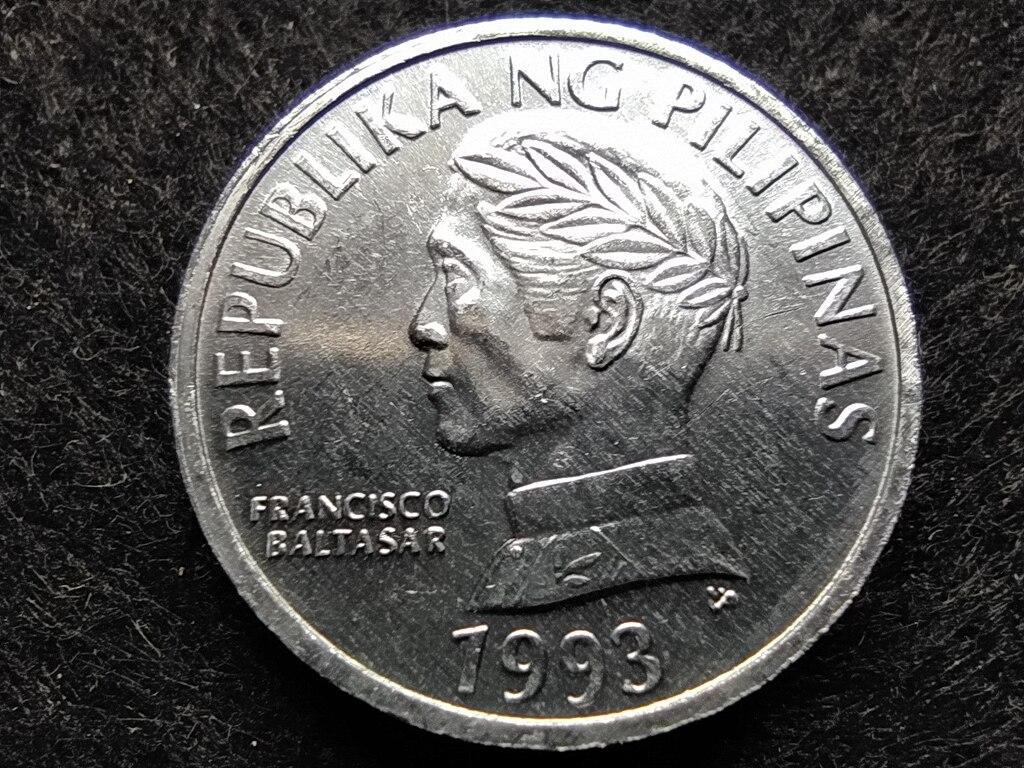 REPUBLIKA NG PILIPINAS
FRANCISCO
BALTASAR
1993